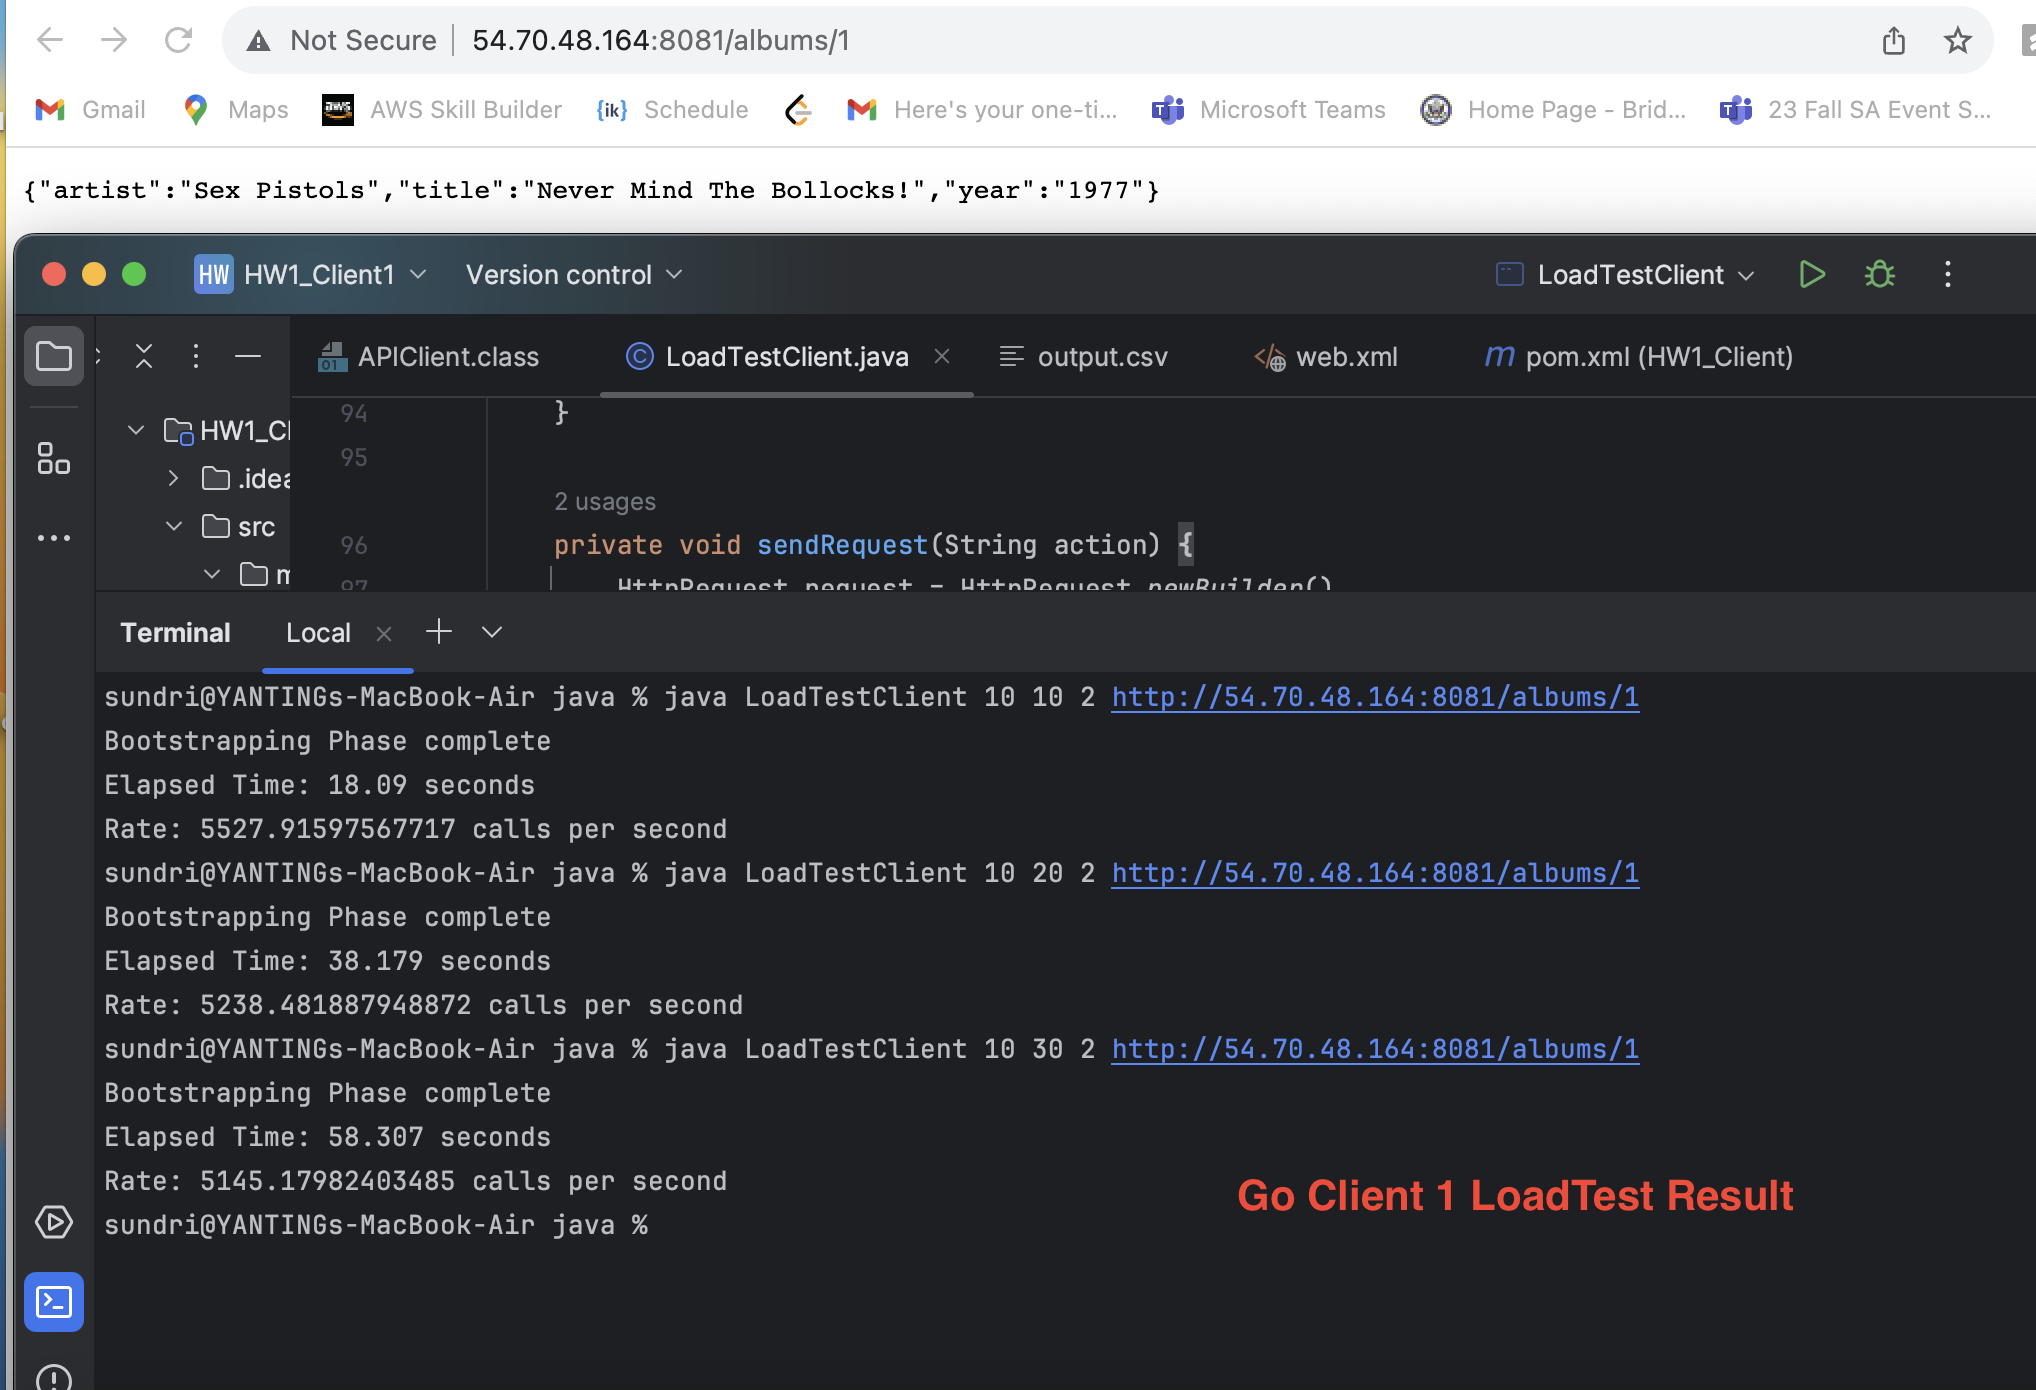 Not Secure 54.70.48.164:8081/albums/1
Gmail Maps AWS Skill Builder {ik} Schedule Here's your one-ti... Microsoft Teams Home Page - Brid... 23 Fall SA Event S...
{"artist":"Sex Pistols","title":"Never Mind The Bollocks!","year":"1977"}
HW HW1_Client1 Version control LoadTestClient
APIClient.class LoadTestClient.java output.csv web.xml m pom.xml (HW1_Client)
94 }
95
HW1_Cl
.idea
2 usages
src
96 private void sendRequest(String action) {
m
97 HttpRequest request = HttpRequest.newBuilder()
Terminal Local
sundri@YANTINGs-MacBook-Air java % java LoadTestClient 10 10 2 http://54.70.48.164:8081/albums/1
Bootstrapping Phase complete
Elapsed Time: 18.09 seconds
Rate: 5527.91597567717 calls per second
sundri@YANTINGs-MacBook-Air java % java LoadTestClient 10 20 2 http://54.70.48.164:8081/albums/1
Bootstrapping Phase complete
Elapsed Time: 38.179 seconds
Rate: 5238.481887948872 calls per second
sundri@YANTINGs-MacBook-Air java % java LoadTestClient 10 30 2 http://54.70.48.164:8081/albums/1
Bootstrapping Phase complete
Elapsed Time: 58.307 seconds
Rate: 5145.17982403485 calls per second
Go Client 1 LoadTest Result
sundri@YANTINGs-MacBook-Air java %